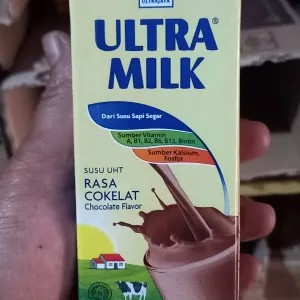 ULTRAJAYA
ULTRA®
MILK
Dari Susu Sapi Segar
Sumber Vitamin
A, B1, B2, B6, B12, Biotin
Sumber Kalsium,
Fosfor
SUSU UHT
RASA
COKELAT
Chocolate Flavor